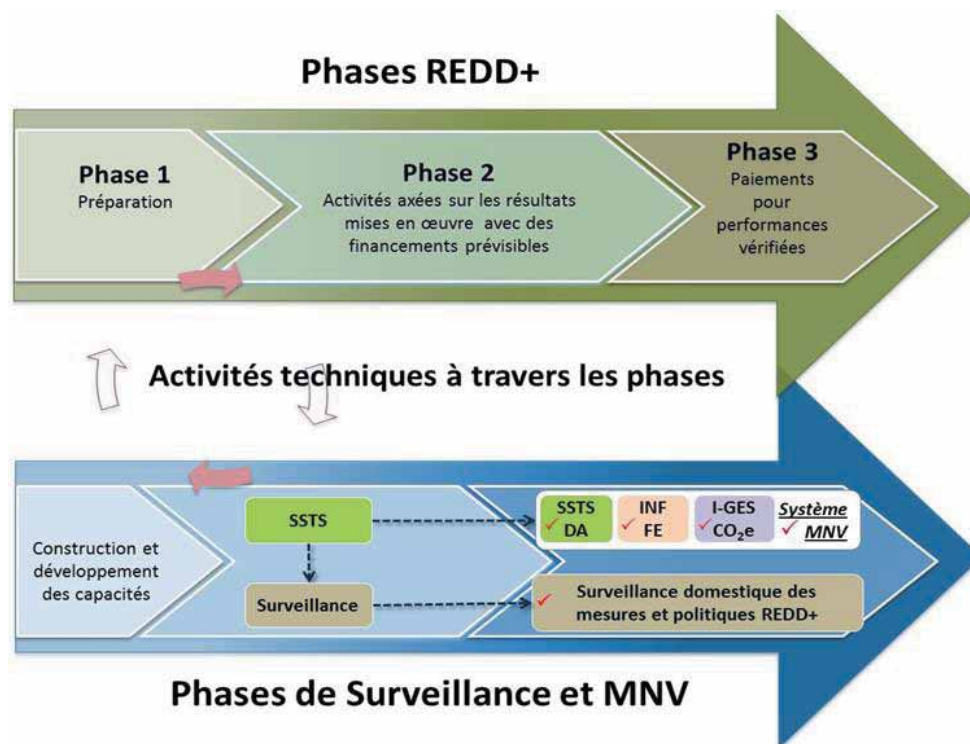 Phases REDD+
Phase 1
Préparation
Phase 2
Activités axées sur les résultats
mises en œuvre avec des
financements prévisibles
Phase 3
Paiements
pour
performances
vérifiées
Activités techniques à travers les phases
Construction et
développement
des capacités
SSTS
Surveillance
SSTS
DA
INF
FE
I-GES
CO₂e
Système
MNV
Surveillance domestique des
mesures et politiques REDD+
Phases de Surveillance et MNV